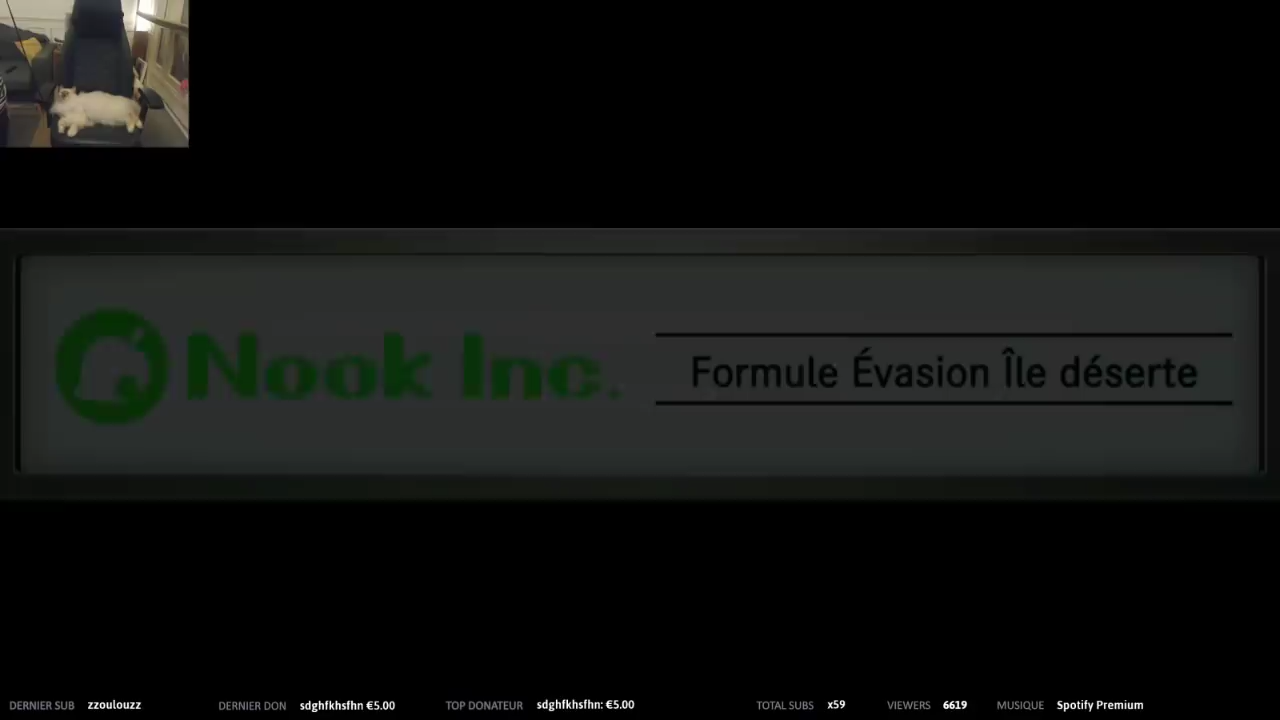 Nook Inc.
Formule Évasion Île déserte
DERNIER SUB zzoulouzz DERNIER DON sdghfkhsfhn €5.00 TOP DONATEUR sdghfkhsfhn: €5.00 TOTAL SUBS x59 VIEWERS 6619 MUSIQUE Spotify Premium